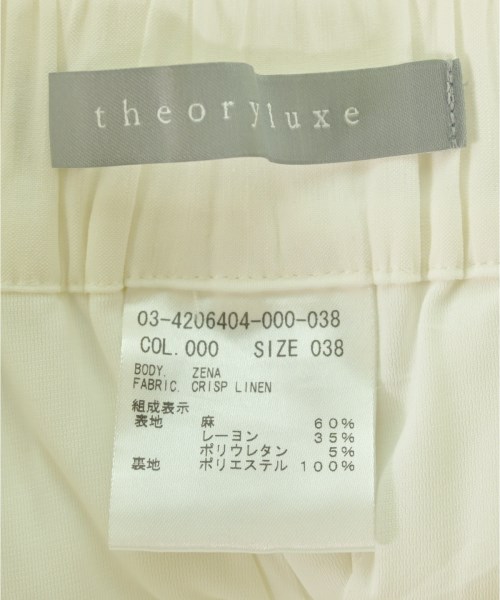 theoryluxe
03-4206404-000-038
COL.000 SIZE 038
BODY. ZENA
FABRIC. CRISP LINEN
組成表示
表地 麻 60%
レーヨン 35%
ポリウレタン 5%
裏地 ポリエステル 100%